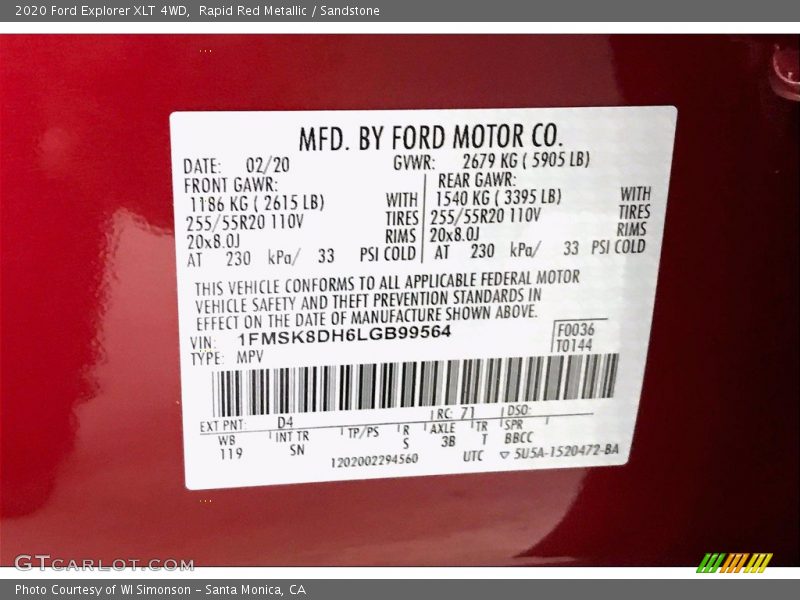 2020 Ford Explorer XLT 4WD,  Rapid Red Metallic / Sandstone
MFD. BY FORD MOTOR CO.
DATE: 02/20 GVWR: 2679 KG ( 5905 LB)
FRONT GAWR: REAR GAWR:
1186 KG ( 2615 LB) WITH 1540 KG ( 3395 LB) WITH
255/55R20 110V TIRES 255/55R20 110V TIRES
20x8.0J RIMS 20x8.0J RIMS
AT 230 kPa/ 33 PSI COLD AT 230 kPa/ 33 PSI COLD
THIS VEHICLE CONFORMS TO ALL APPLICABLE FEDERAL MOTOR
VEHICLE SAFETY AND THEFT PREVENTION STANDARDS IN
EFFECT ON THE DATE OF MANUFACTURE SHOWN ABOVE.
VIN: 1FMSK8DH6LGB99564 F0036
TYPE: MPV T0144
EXT PNT: D4 RC: 71 DSO:
WB INT TR TP/PS R AXLE TR SPR
119 SN S 3B T BBCC
1202002294560 UTC ▽ 5U5A-1520472-BA
GTCARLOT.COM
Photo Courtesy of WI Simonson - Santa Monica, CA